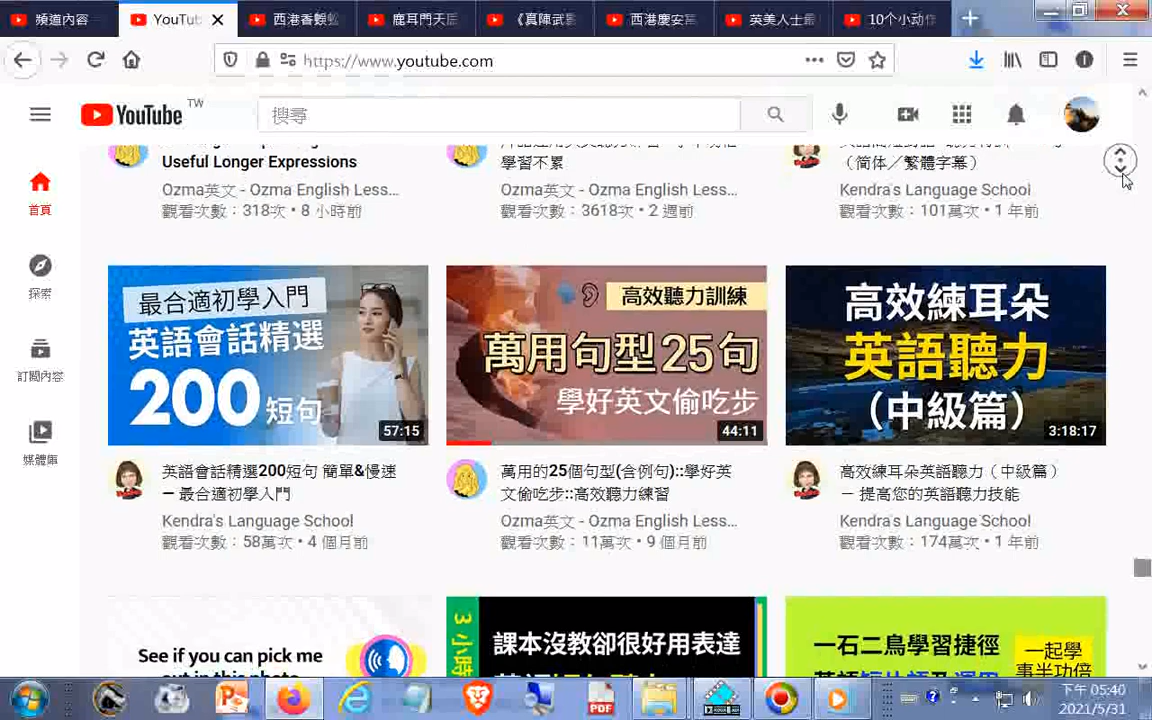 頻道內容
YouTub
西港香觀蚣
鹿耳門天后
《真陳武
西港慶安宮
英美人士最
10个小动作
https://www.youtube.com
YouTube TW
搜尋
首頁
探索
訂閱內容
媒體庫
Useful Longer Expressions
Ozma英文 - Ozma English Less...
觀看次數：318次 • 8 小時前
學習不累
Ozma英文 - Ozma English Less...
觀看次數：3618次 • 2 週前
（简体／繁體字幕）
Kendra's Language School
觀看次數：101萬次 • 1 年前
最合適初學入門
英語會話精選
200短句
57:15
高效聽力訓練
萬用句型25句
學好英文偷吃步
44:11
高效練耳朵
英語聽力
（中級篇）
3:18:17
英語會話精選200短句 簡單&慢速
— 最合適初學入門
Kendra's Language School
觀看次數：58萬次 • 4 個月前
萬用的25個句型(含例句)::學好英
文偷吃步::高效聽力練習
Ozma英文 - Ozma English Less...
觀看次數：11萬次 • 9 個月前
高效練耳朵英語聽力（中級篇）
— 提高您的英語聽力技能
Kendra's Language School
觀看次數：174萬次 • 1 年前
See if you can pick me
3 小時
課本沒教卻很好用表達
一石二鳥學習捷徑
一起學
事半功倍
PDF
下午 05:40
2021/5/31